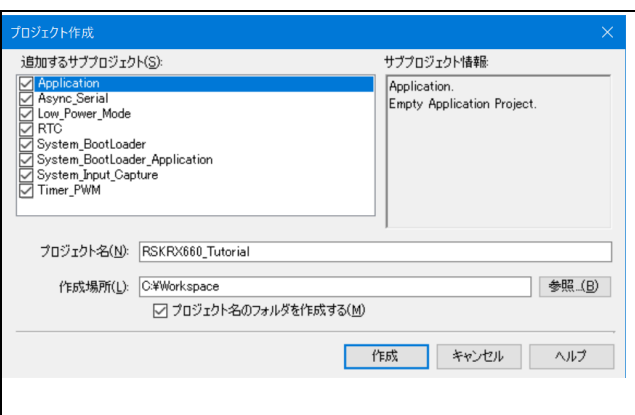 プロジェクト作成
追加するサブプロジェクト(S):
Application
Async_Serial
Low_Power_Mode
RTC
System_BootLoader
System_BootLoader_Application
System_Input_Capture
Timer_PWM
サブプロジェクト情報:
Application.
Empty Application Project.
プロジェクト名(N): RSKRX660_Tutorial
作成場所(L): C:¥Workspace 参照...(B)
プロジェクト名のフォルダを作成する(M)
作成 キャンセル ヘルプ